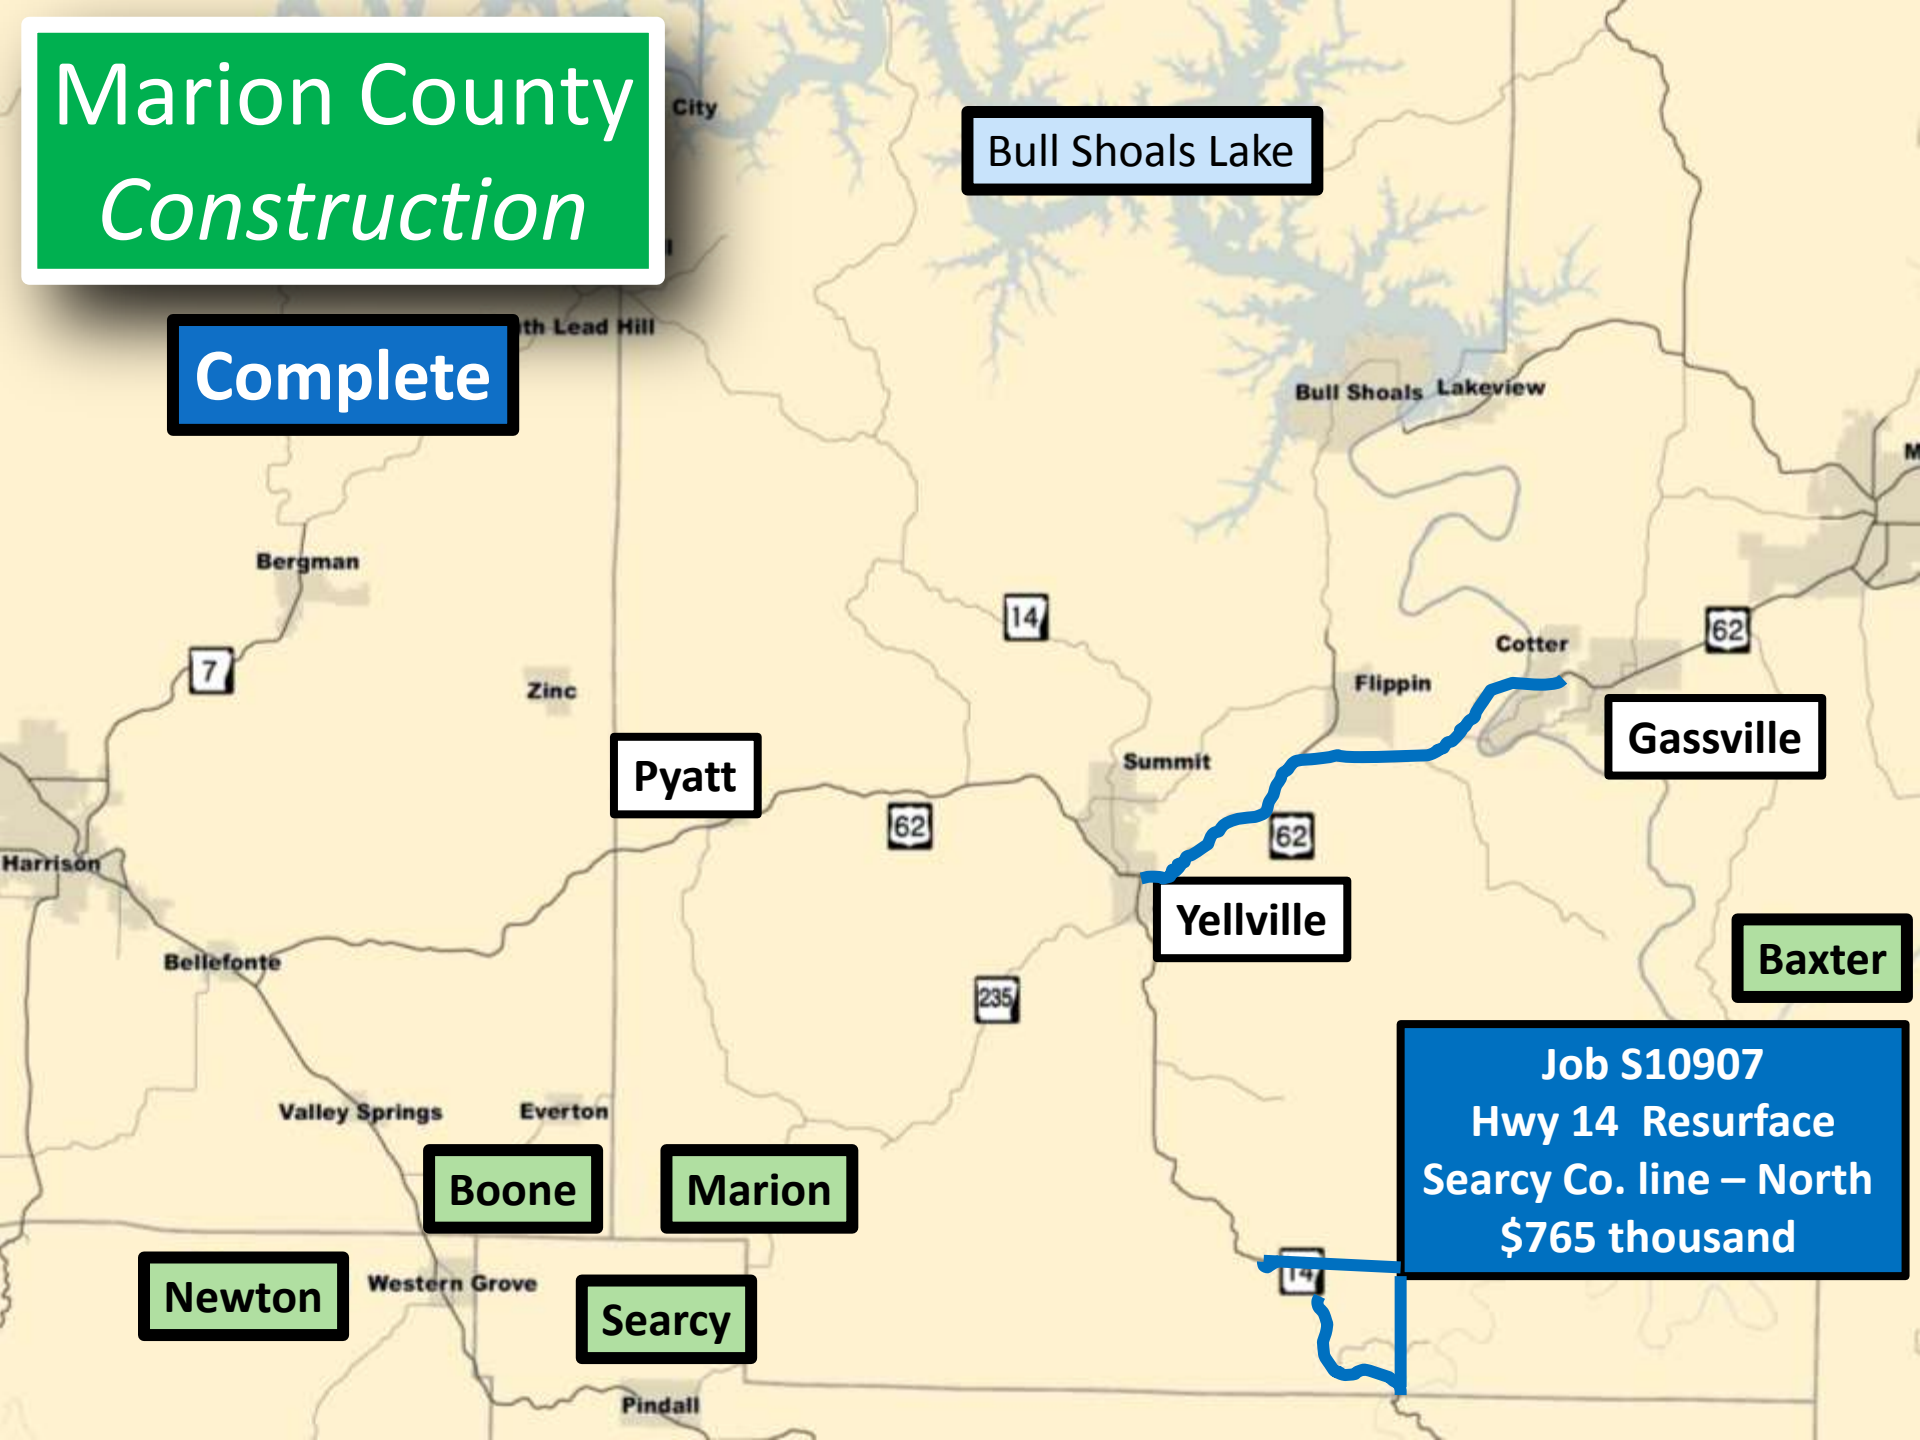 Marion County
Construction
City
Bull Shoals Lake
th Lead Hill
Complete
Bull Shoals
Lakeview
M
Bergman
14
62
Cotter
7
Flippin
Zinc
Gassville
Summit
Pyatt
62
62
Harrison
Yellville
Bellefonte
Baxter
235
Job S10907
Hwy 14 Resurface
Searcy Co. line – North
$765 thousand
Valley Springs
Everton
Boone
Marion
14
Newton
Western Grove
Searcy
Pindall